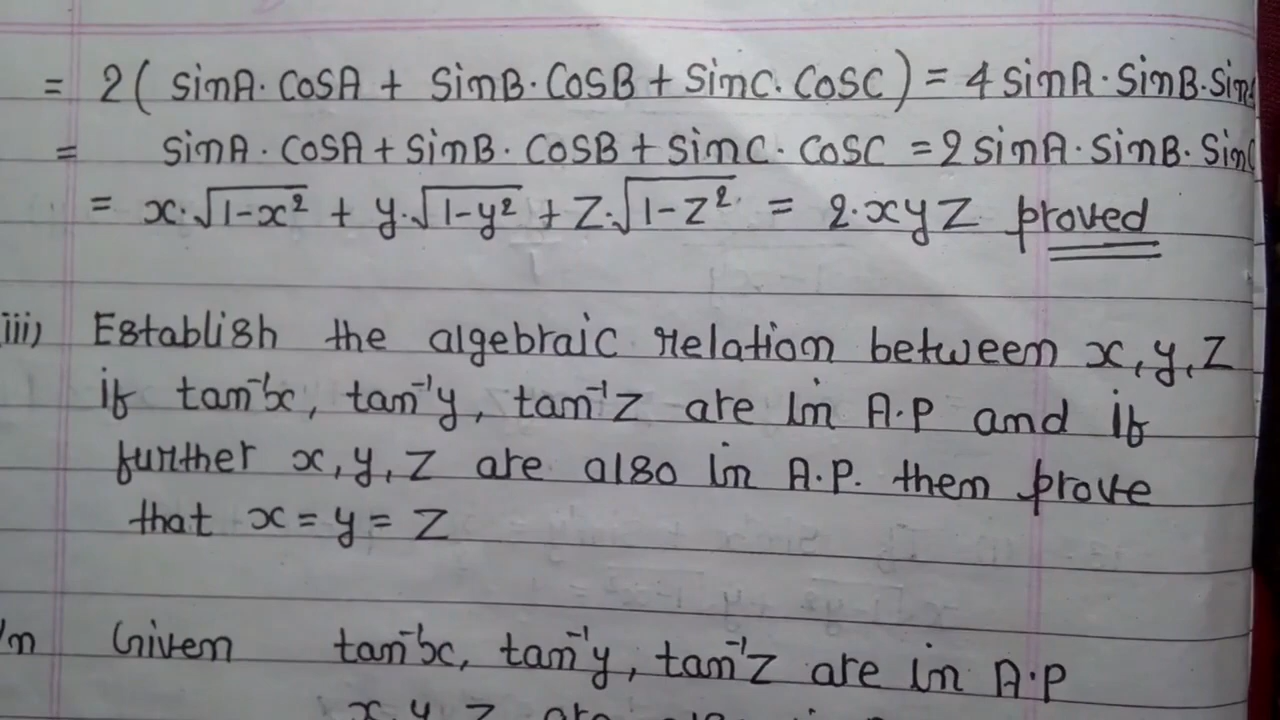 = 2( sinA·cosA + sinB·cosB + sinC·cosC) = 4 sinA·sinB·sin
= sinA·cosA + sinB·cosB + sinC·cosC = 2 sinA·sinB·sinC
= x·√1-x² + y·√1-y² + z·√1-z² = 2·xyz proved
iii) Establish the algebraic relation between x, y, z
if tan⁻¹x, tan⁻¹y, tan⁻¹z are in A.P and if
further x, y, z are also in A.P. then prove
that x = y = z
Given tan⁻¹x, tan⁻¹y, tan⁻¹z are in A.P
x, y, z are